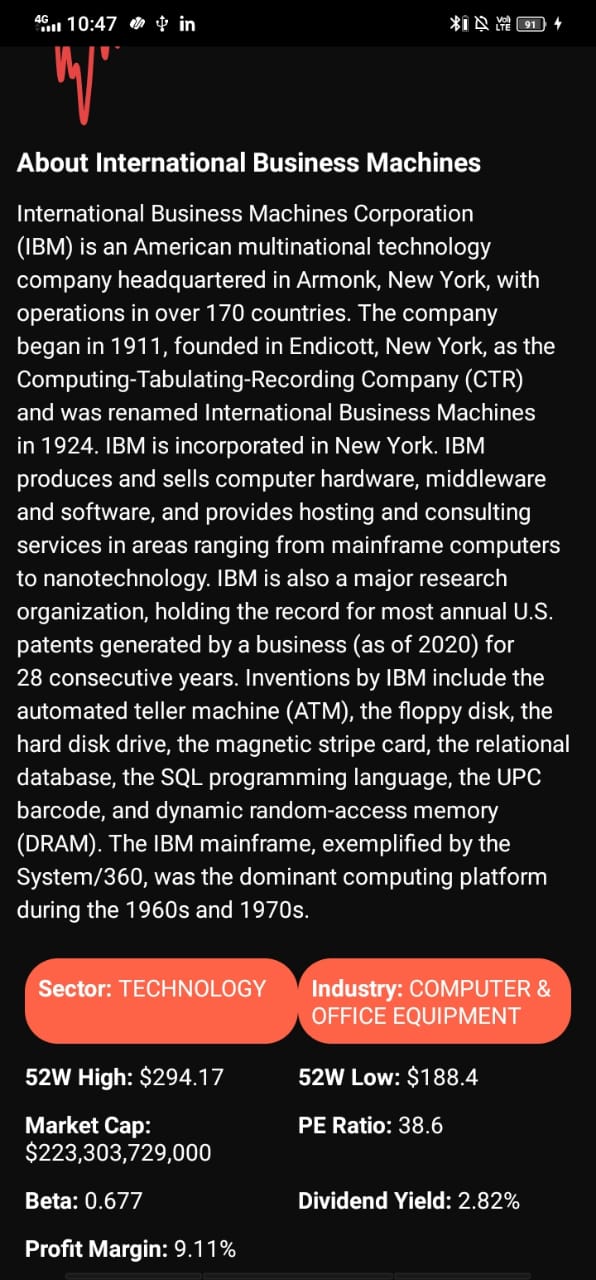 4G 10:47 in Vo) LTE 91
About International Business Machines
International Business Machines Corporation
(IBM) is an American multinational technology
company headquartered in Armonk, New York, with
operations in over 170 countries. The company
began in 1911, founded in Endicott, New York, as the
Computing-Tabulating-Recording Company (CTR)
and was renamed International Business Machines
in 1924. IBM is incorporated in New York. IBM
produces and sells computer hardware, middleware
and software, and provides hosting and consulting
services in areas ranging from mainframe computers
to nanotechnology. IBM is also a major research
organization, holding the record for most annual U.S.
patents generated by a business (as of 2020) for
28 consecutive years. Inventions by IBM include the
automated teller machine (ATM), the floppy disk, the
hard disk drive, the magnetic stripe card, the relational
database, the SQL programming language, the UPC
barcode, and dynamic random-access memory
(DRAM). The IBM mainframe, exemplified by the
System/360, was the dominant computing platform
during the 1960s and 1970s.
Sector: TECHNOLOGY
Industry: COMPUTER &
OFFICE EQUIPMENT
52W High: $294.17
52W Low: $188.4
Market Cap:
$223,303,729,000
PE Ratio: 38.6
Beta: 0.677
Dividend Yield: 2.82%
Profit Margin: 9.11%